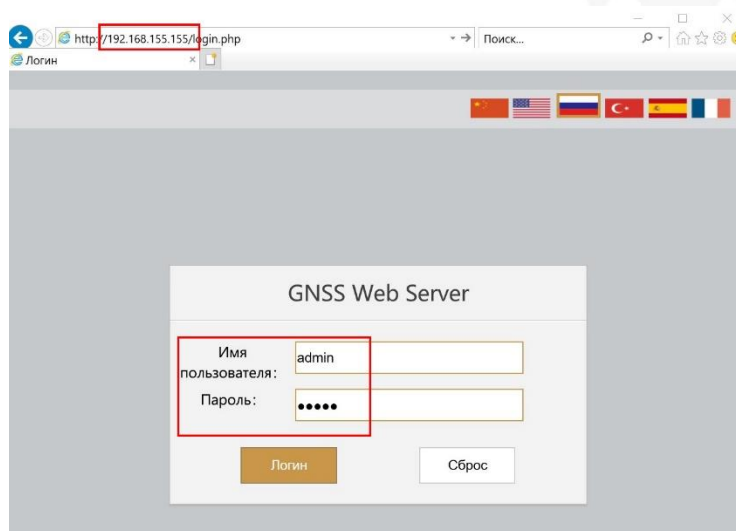 http://192.168.155.155/login.php
Поиск...
Логин
GNSS Web Server
Имя
пользователя:
admin
Пароль:
•••••
Логин
Сброс